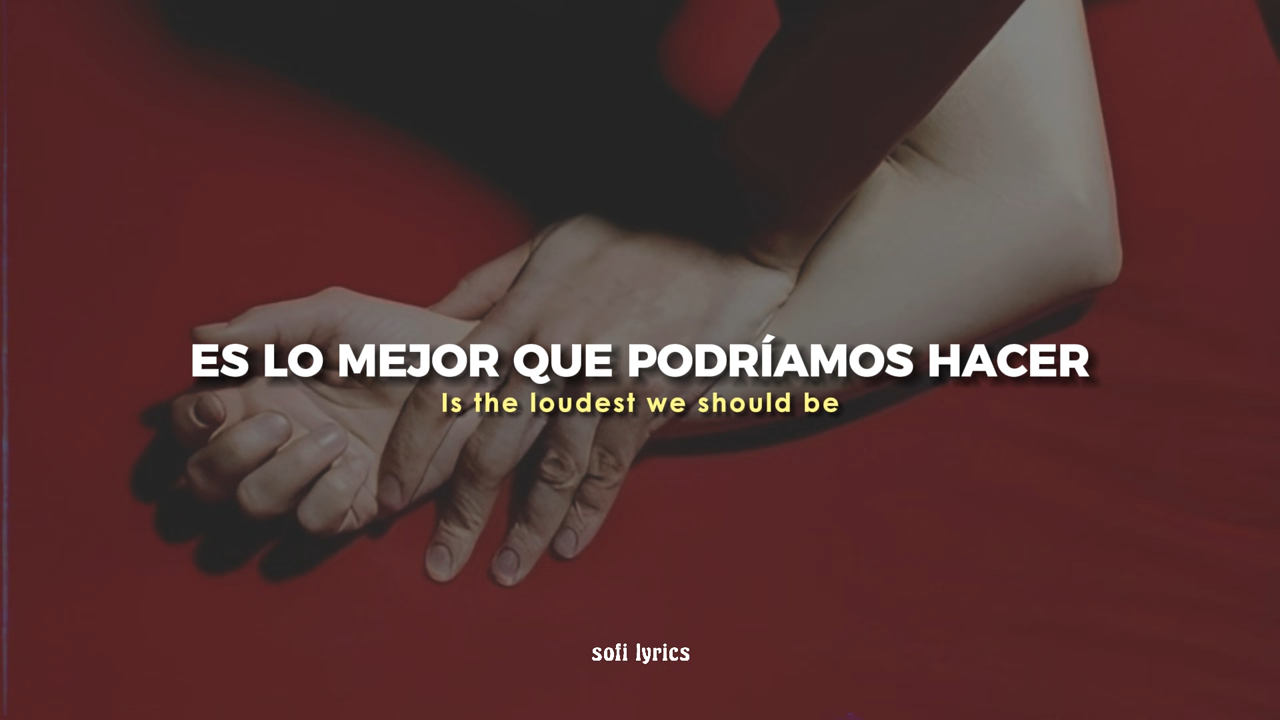 ES LO MEJOR QUE PODRÍAMOS HACER
Is the loudest we should be
sofi lyrics